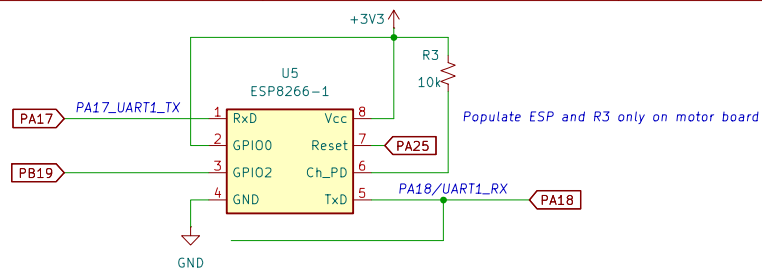 +3V3
U5
ESP8266-1
R3
10k
PA17_UART1_TX
PA17
1 RxD Vcc 8
Populate ESP and R3 only on motor board
2 GPIO0 Reset 7 PA25
PB19 3 GPIO2 Ch_PD 6
PA18/UART1_RX
4 GND TxD 5 PA18
GND